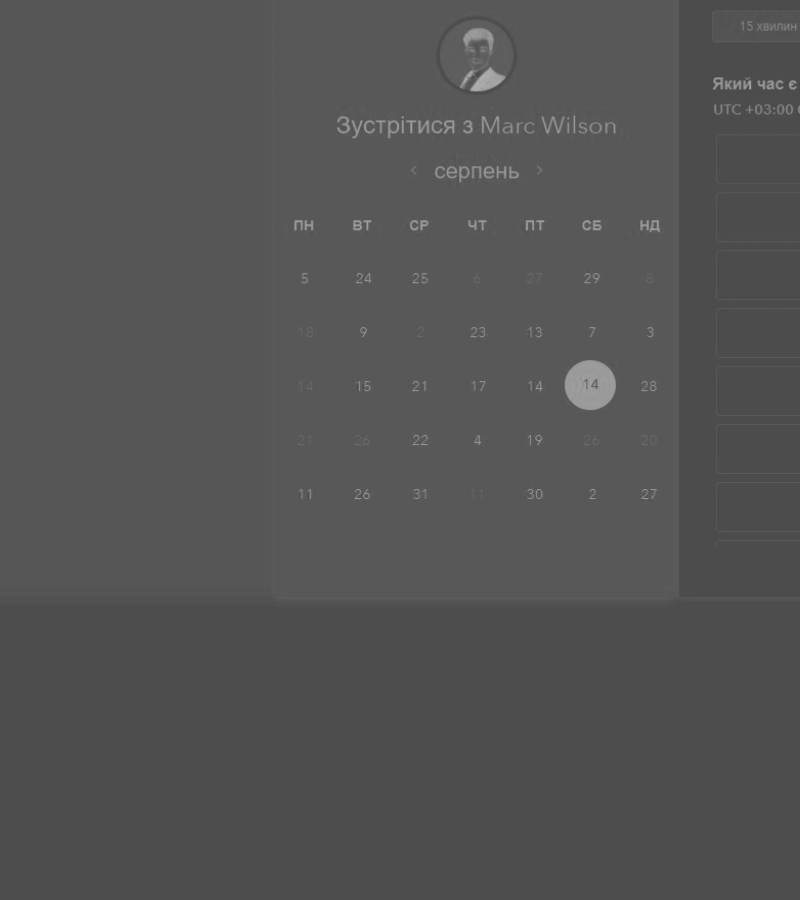 15 хвилин
Зустрітися з Marc Wilson
Який час є
UTC +03:00
серпень
ПН ВТ СР ЧТ ПТ СБ НД
5 24 25 6 27 29 8
18 9 2 23 13 7 3
14 15 21 17 14 14 28
21 26 22 4 19 26 20
11 26 31 11 30 2 27